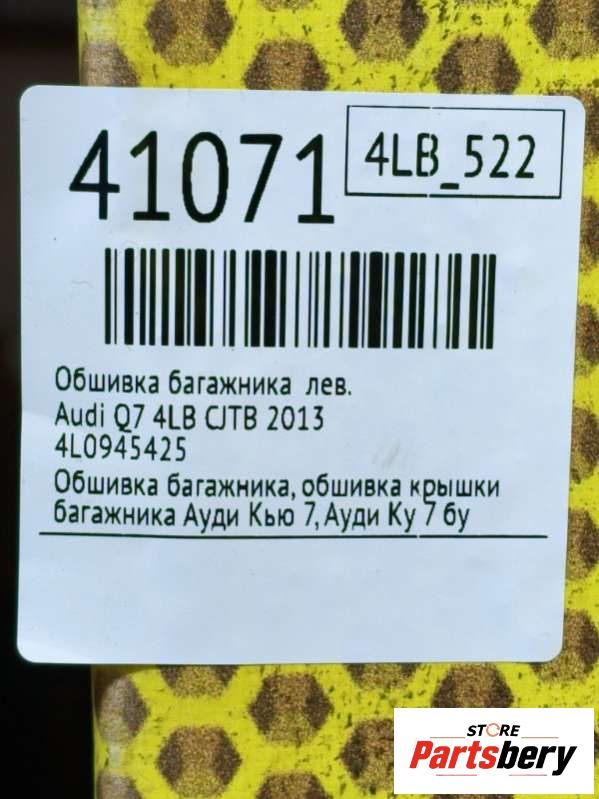 41071
4LB_522
Обшивка багажника лев.
Audi Q7 4LB CJTB 2013
4L0945425
Обшивка багажника, обшивка крышки
багажника Ауди Кью 7, Ауди Ку 7 бу
STORE
Partsbery